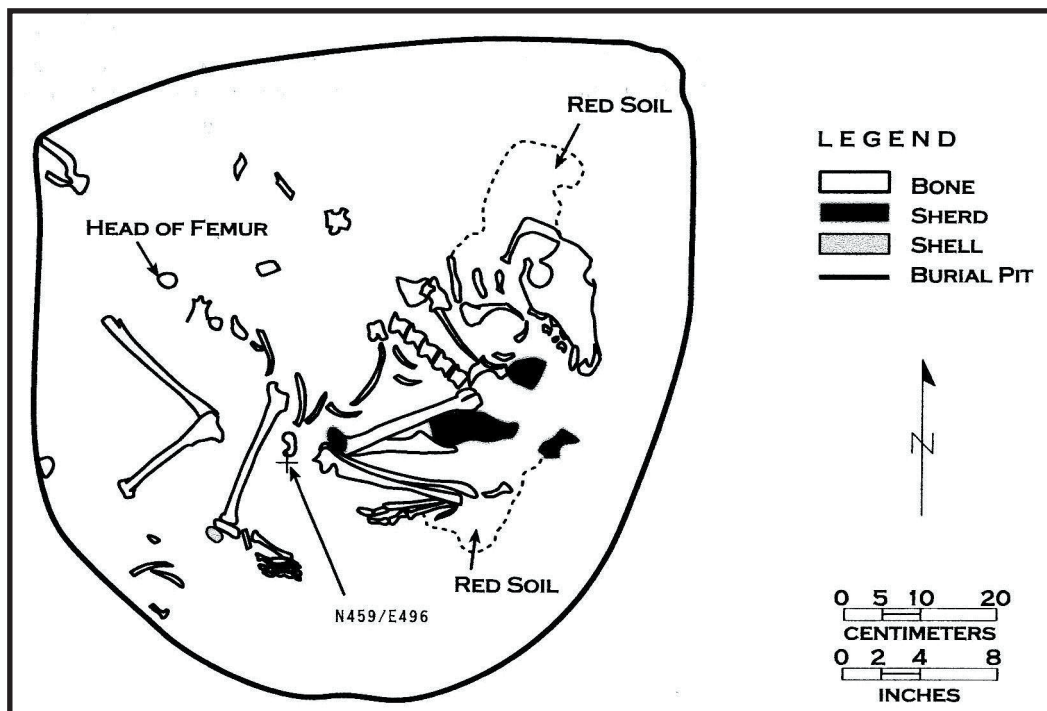 RED SOIL
HEAD OF FEMUR
RED SOIL
N459/E496
LEGEND
BONE
SHERD
SHELL
BURIAL PIT
N
0 5 10 20
CENTIMETERS
0 2 4 8
INCHES